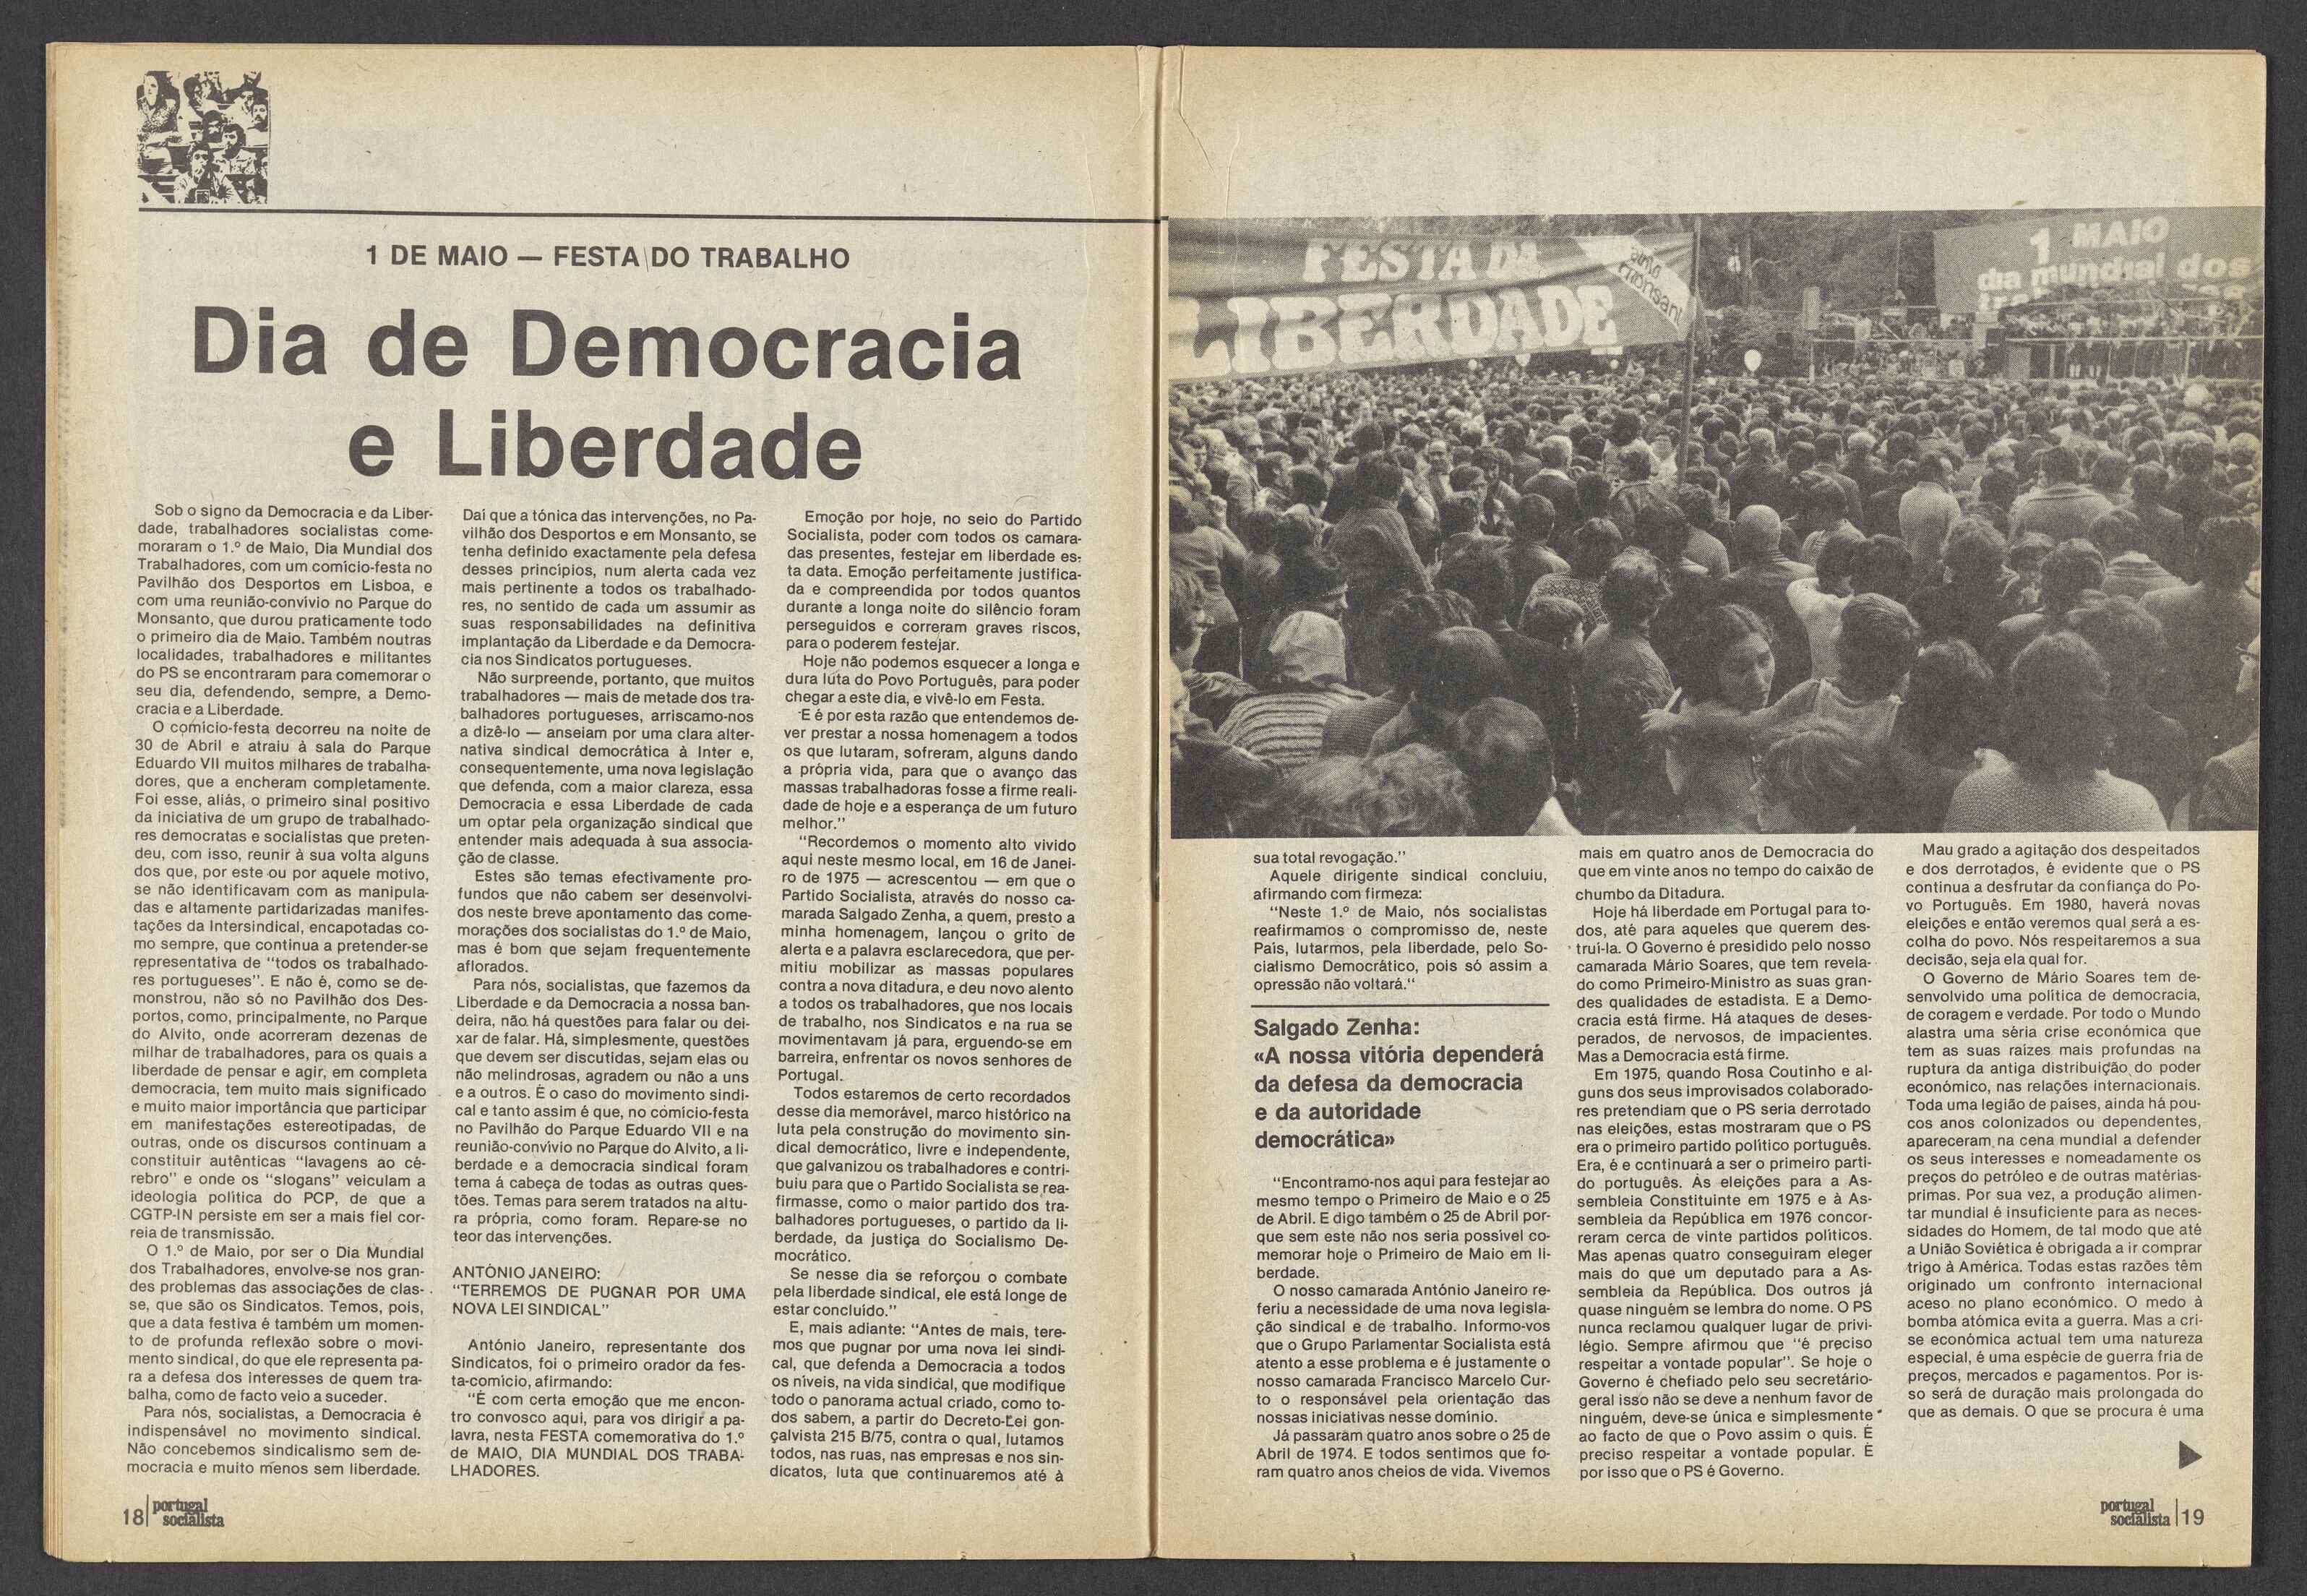 1 DE MAIO — FESTA DO TRABALHO
Dia de Democracia
e Liberdade
Sob o signo da Democracia e da Liber-
dade, trabalhadores socialistas come-
moraram o 1.º de Maio, Dia Mundial dos
Trabalhadores, com um comício-festa no
Pavilhão dos Desportos em Lisboa, e
com uma reunião-convívio no Parque do
Monsanto, que durou praticamente todo
o primeiro dia de Maio. Também noutras
localidades, trabalhadores e militantes
do PS se encontraram para comemorar o
seu dia, defendendo, sempre, a Demo-
cracia e a Liberdade.
O comício-festa decorreu na noite de
30 de Abril e atraiu à sala do Parque
Eduardo VII muitos milhares de trabalha-
dores, que a encheram completamente.
Foi esse, aliás, o primeiro sinal positivo
da iniciativa de um grupo de trabalhado-
res democratas e socialistas que preten-
deu, com isso, reunir à sua volta alguns
dos que, por este ou por aquele motivo,
se não identificavam com as manipula-
das e altamente partidarizadas manifes-
tações da Intersindical, encapotadas co-
mo sempre, que continua a pretender-se
representativa de "todos os trabalhado-
res portugueses". E não é, como se de-
monstrou, não só no Pavilhão dos Des-
portos, como, principalmente, no Parque
do Alvito, onde acorreram dezenas de
milhar de trabalhadores, para os quais a
liberdade de pensar e agir, em completa
democracia, tem muito mais significado
e muito maior importância que participar
em manifestações estereotipadas, de
outras, onde os discursos continuam a
constituir autênticas "lavagens ao cé-
rebro" e onde os "slogans" veiculam a
ideologia política do PCP, de que a
CGTP-IN persiste em ser a mais fiel cor-
reia de transmissão.
O 1.º de Maio, por ser o Dia Mundial
dos Trabalhadores, envolve-se nos gran-
des problemas das associações de clas-
se, que são os Sindicatos. Temos, pois,
que a data festiva é também um momen-
to de profunda reflexão sobre o movi-
mento sindical, do que ele representa pa-
ra a defesa dos interesses de quem tra-
balha, como de facto veio a suceder.
Para nós, socialistas, a Democracia é
indispensável no movimento sindical.
Não concebemos sindicalismo sem de-
mocracia e muito menos sem liberdade.
Daí que a tónica das intervenções, no Pa-
vilhão dos Desportos e em Monsanto, se
tenha definido exactamente pela defesa
desses princípios, num alerta cada vez
mais pertinente a todos os trabalhado-
res, no sentido de cada um assumir as
suas responsabilidades na definitiva
implantação da Liberdade e da Democra-
cia nos Sindicatos portugueses.
Não surpreende, portanto, que muitos
trabalhadores — mais de metade dos tra-
balhadores portugueses, arriscamo-nos
a dizê-lo — anseiam por uma clara alter-
nativa sindical democrática à Inter e,
consequentemente, uma nova legislação
que defenda, com a maior clareza, essa
Democracia e essa Liberdade de cada
um optar pela organização sindical que
entender mais adequada à sua associa-
ção de classe.
Estes são temas efectivamente pro-
fundos que não cabem ser desenvolvi-
dos neste breve apontamento das come-
morações dos socialistas do 1.º de Maio,
mas é bom que sejam frequentemente
aflorados.
Para nós, socialistas, que fazemos da
Liberdade e da Democracia a nossa ban-
deira, não há questões para falar ou dei-
xar de falar. Há, simplesmente, questões
que devem ser discutidas, sejam elas ou
não melindrosas, agradem ou não a uns
e a outros. É o caso do movimento sindi-
cal e tanto assim é que, no comício-festa
no Pavilhão do Parque Eduardo VII e na
reunião-convívio no Parque do Alvito, a li-
berdade e a democracia sindical foram
tema á cabeça de todas as outras ques-
tões. Temas para serem tratados na altu-
ra própria, como foram. Repare-se no
teor das intervenções.
ANTÓNIO JANEIRO:
"TERREMOS DE PUGNAR POR UMA
NOVA LEI SINDICAL"
António Janeiro, representante dos
Sindicatos, foi o primeiro orador da fes-
ta-comício, afirmando:
"É com certa emoção que me encon-
tro convosco aqui, para vos dirigir a pa-
lavra, nesta FESTA comemorativa do 1.º
de MAIO, DIA MUNDIAL DOS TRABA-
LHADORES.
Emoção por hoje, no seio do Partido
Socialista, poder com todos os camara-
das presentes, festejar em liberdade es-
ta data. Emoção perfeitamente justifica-
da e compreendida por todos quantos
durante a longa noite do silêncio foram
perseguidos e correram graves riscos,
para o poderem festejar.
Hoje não podemos esquecer a longa e
dura luta do Povo Português, para poder
chegar a este dia, e vivê-lo em Festa.
E é por esta razão que entendemos de-
ver prestar a nossa homenagem a todos
os que lutaram, sofreram, alguns dando
a própria vida, para que o avanço das
massas trabalhadoras fosse a firme reali-
dade de hoje e a esperança de um futuro
melhor."
"Recordemos o momento alto vivido
aqui neste mesmo local, em 16 de Janei-
ro de 1975 — acrescentou — em que o
Partido Socialista, através do nosso ca-
marada Salgado Zenha, a quem, presto a
minha homenagem, lançou o grito de
alerta e a palavra esclarecedora, que per-
mitiu mobilizar as massas populares
contra a nova ditadura, e deu novo alento
a todos os trabalhadores, que nos locais
de trabalho, nos Sindicatos e na rua se
movimentavam já para, erguendo-se em
barreira, enfrentar os novos senhores de
Portugal.
Todos estaremos de certo recordados
desse dia memorável, marco histórico na
luta pela construção do movimento sin-
dical democrático, livre e independente,
que galvanizou os trabalhadores e contri-
buiu para que o Partido Socialista se rea-
firmasse, como o maior partido dos tra-
balhadores portugueses, o partido da li-
berdade, da justiça do Socialismo De-
mocrático.
Se nesse dia se reforçou o combate
pela liberdade sindical, ele está longe de
estar concluído."
E, mais adiante: "Antes de mais, tere-
mos que pugnar por uma nova lei sindi-
cal, que defenda a Democracia a todos
os níveis, na vida sindical, que modifique
todo o panorama actual criado, como to-
dos sabem, a partir do Decreto-Lei gon-
çalvista 215 B/75, contra o qual, lutamos
todos, nas ruas, nas empresas e nos sin-
dicatos, luta que continuaremos até à
18 portugal
socialista
FESTA DA
LIBERDADE
1 MAIO
dia mundial dos
sua total revogação."
Aquele dirigente sindical concluiu,
afirmando com firmeza:
"Neste 1.º de Maio, nós socialistas
reafirmamos o compromisso de, neste
País, lutarmos, pela liberdade, pelo So-
cialismo Democrático, pois só assim a
opressão não voltará."
Salgado Zenha:
«A nossa vitória dependerá
da defesa da democracia
e da autoridade
democrática»
"Encontramo-nos aqui para festejar ao
mesmo tempo o Primeiro de Maio e o 25
de Abril. E digo também o 25 de Abril por-
que sem este não nos seria possível co-
memorar hoje o Primeiro de Maio em li-
berdade.
O nosso camarada António Janeiro re-
feriu a necessidade de uma nova legisla-
ção sindical e de trabalho. Informo-vos
que o Grupo Parlamentar Socialista está
atento a esse problema e é justamente o
nosso camarada Francisco Marcelo Cur-
to o responsável pela orientação das
nossas iniciativas nesse domínio.
Já passaram quatro anos sobre o 25 de
Abril de 1974. E todos sentimos que fo-
ram quatro anos cheios de vida. Vivemos
mais em quatro anos de Democracia do
que em vinte anos no tempo do caixão de
chumbo da Ditadura.
Hoje há liberdade em Portugal para to-
dos, até para aqueles que querem des-
truí-la. O Governo é presidido pelo nosso
camarada Mário Soares, que tem revela-
do como Primeiro-Ministro as suas gran-
des qualidades de estadista. E a Demo-
cracia está firme. Há ataques de deses-
perados, de nervosos, de impacientes.
Mas a Democracia está firme.
Em 1975, quando Rosa Coutinho e al-
guns dos seus improvisados colaborado-
res pretendiam que o PS seria derrotado
nas eleições, estas mostraram que o PS
era o primeiro partido político português.
Era, é e continuará a ser o primeiro parti-
do português. As eleições para a As-
sembleia Constituinte em 1975 e à As-
sembleia da República em 1976 concor-
reram cerca de vinte partidos políticos.
Mas apenas quatro conseguiram eleger
mais do que um deputado para a As-
sembleia da República. Dos outros já
quase ninguém se lembra do nome. O PS
nunca reclamou qualquer lugar de privi-
légio. Sempre afirmou que "é preciso
respeitar a vontade popular". Se hoje o
Governo é chefiado pelo seu secretário-
geral isso não se deve a nenhum favor de
ninguém, deve-se única e simplesmente
ao facto de que o Povo assim o quis. É
preciso respeitar a vontade popular. É
por isso que o PS é Governo.
Mau grado a agitação dos despeitados
e dos derrotados, é evidente que o PS
continua a desfrutar da confiança do Po-
vo Português. Em 1980, haverá novas
eleições e então veremos qual será a es-
colha do povo. Nós respeitaremos a sua
decisão, seja ela qual for.
O Governo de Mário Soares tem de-
senvolvido uma política de democracia,
de coragem e verdade. Por todo o Mundo
alastra uma séria crise económica que
tem as suas raízes mais profundas na
ruptura da antiga distribuição do poder
económico, nas relações internacionais.
Toda uma legião de países, ainda há pou-
cos anos colonizados ou dependentes,
apareceram na cena mundial a defender
os seus interesses e nomeadamente os
preços do petróleo e de outras matérias-
primas. Por sua vez, a produção alimen-
tar mundial é insuficiente para as neces-
sidades do Homem, de tal modo que até
a União Soviética é obrigada a ir comprar
trigo à América. Todas estas razões têm
originado um confronto internacional
aceso no plano económico. O medo à
bomba atómica evita a guerra. Mas a cri-
se económica actual tem uma natureza
especial, é uma espécie de guerra fria de
preços, mercados e pagamentos. Por is-
so será de duração mais prolongada do
que as demais. O que se procura é uma
portugal
socialista 19